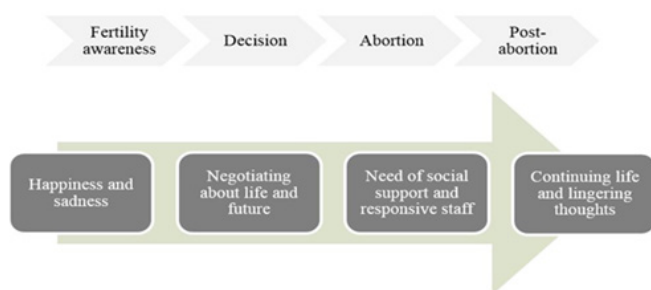 Fertility
awareness
Decision
Abortion
Post-
abortion
Happiness and
sadness
Negotiating
about life and
future
Need of social
support and
responsive staff
Continuing life
and lingering
thoughts